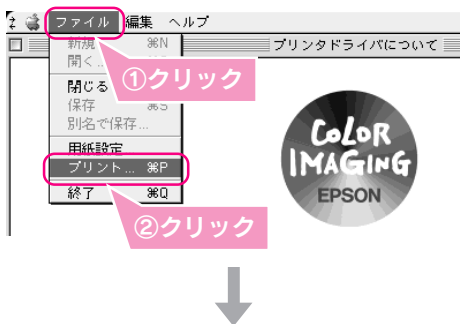 ファイル 編集 ヘルプ
プリンタドライバについて
新規 ⌘N
開く...
①クリック
閉じる
保存 ⌘S
別名で保存...
用紙設定
プリント... ⌘P
終了 ⌘Q
②クリック
COLOR
IMAGING
EPSON